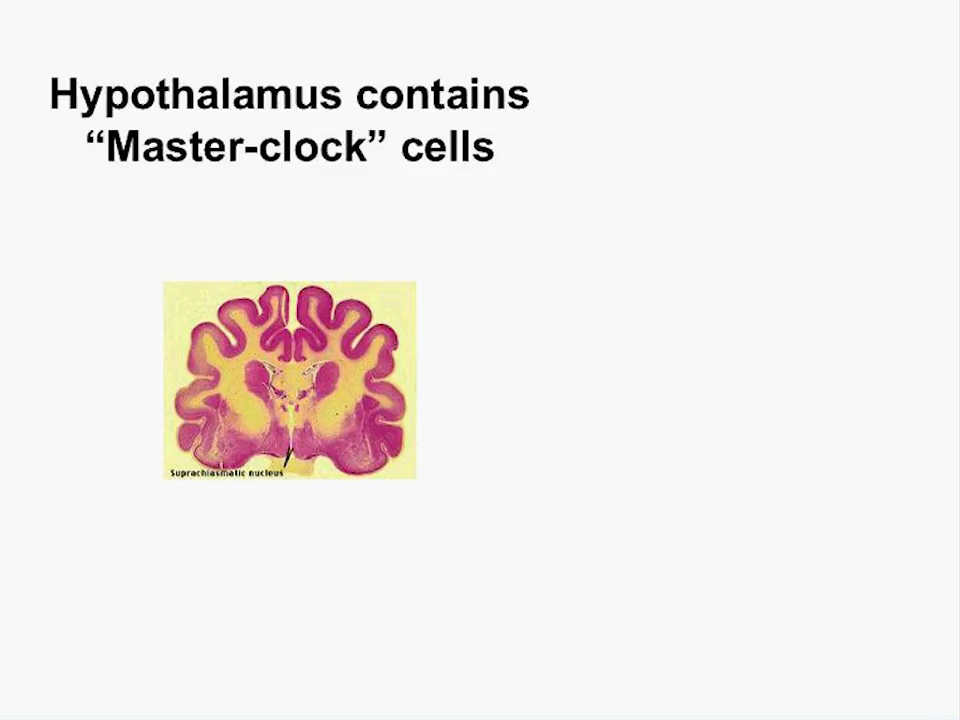 Hypothalamus contains
“Master-clock” cells
Suprachiasmatic nucleus